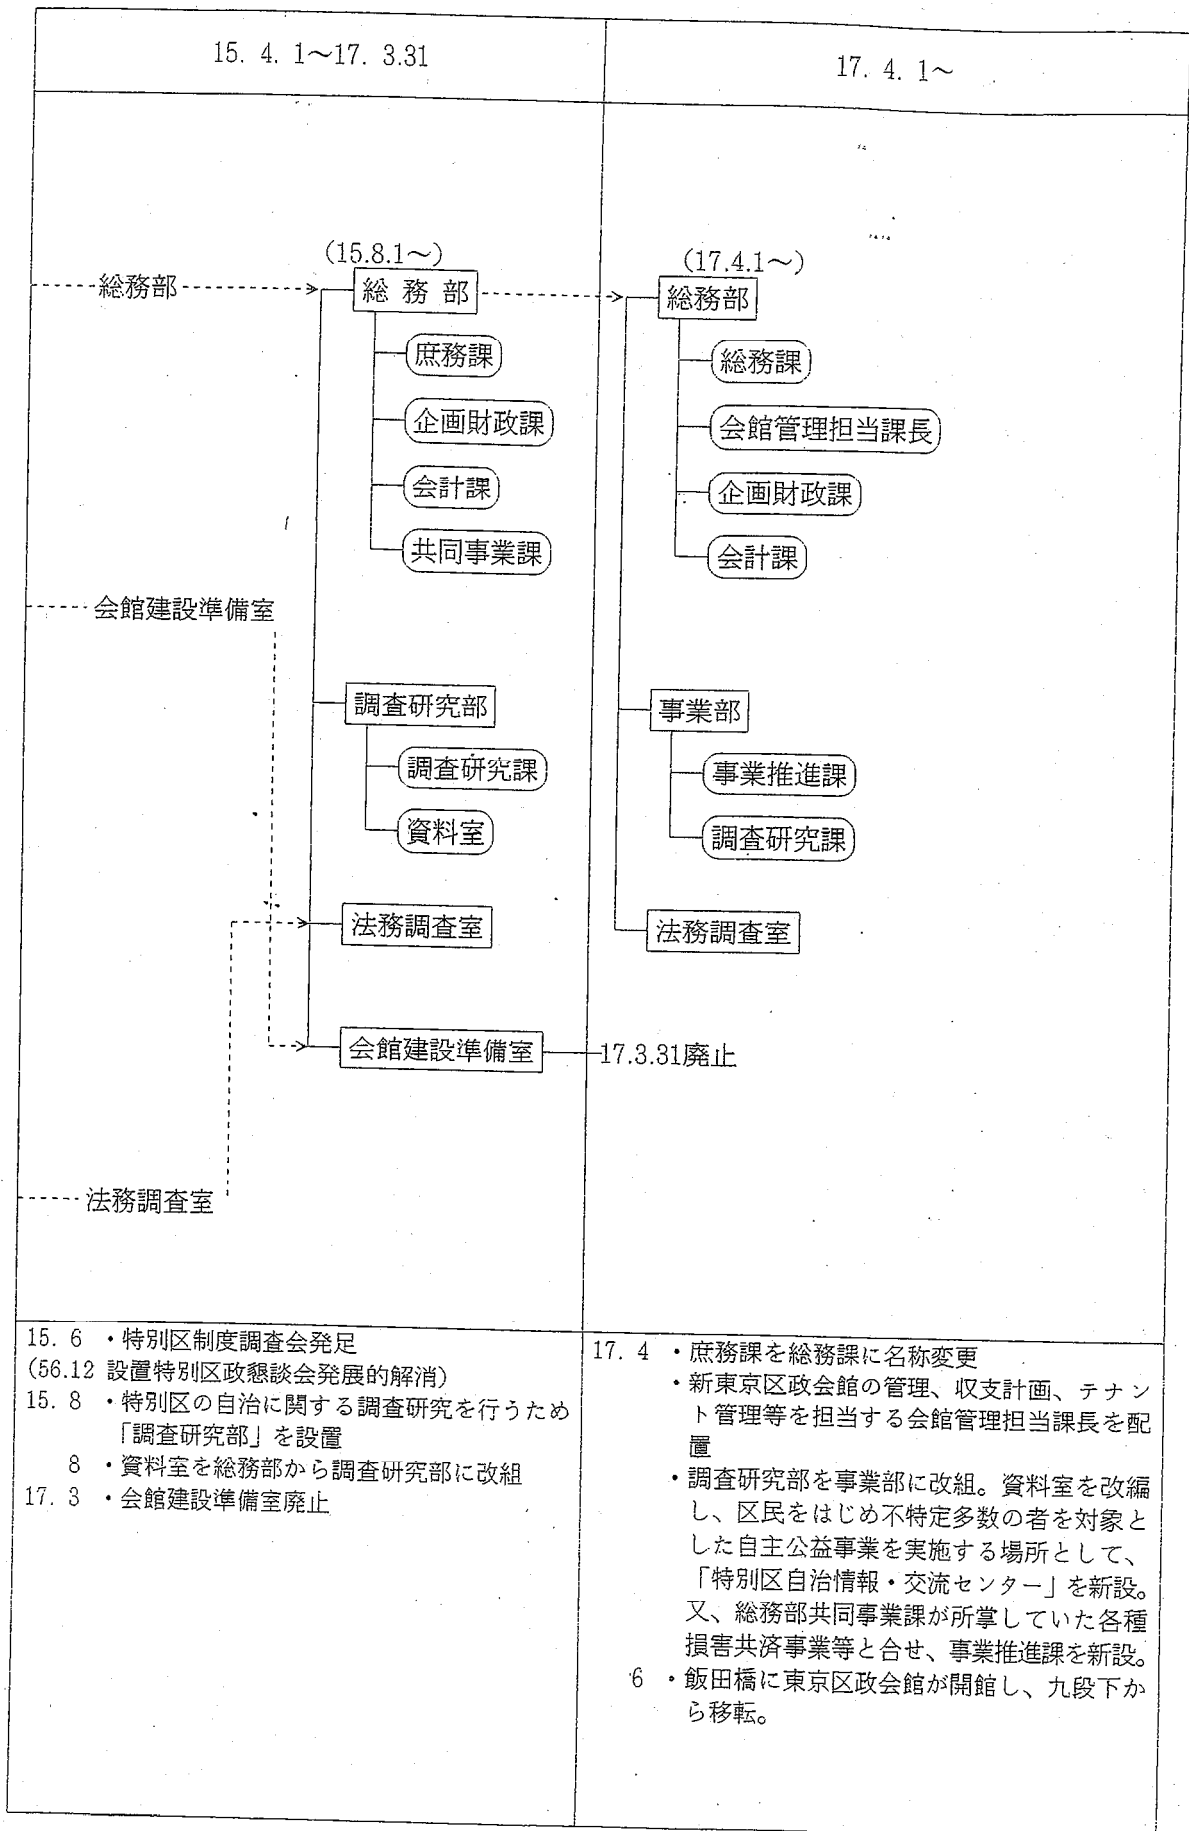 15. 4. 1～17. 3.31
17. 4. 1～
(15.8.1～)
総務部
総 務 部
庶務課
企画財政課
会計課
共同事業課
会館建設準備室
調査研究部
調査研究課
資料室
法務調査室
会館建設準備室
法務調査室
(17.4.1～)
総務部
総務課
会館管理担当課長
企画財政課
会計課
事業部
事業推進課
調査研究課
法務調査室
17.3.31廃止
15. 6 ・特別区制度調査会発足
(56.12 設置特別区政懇談会発展的解消)
15. 8 ・特別区の自治に関する調査研究を行うため
「調査研究部」を設置
8 ・資料室を総務部から調査研究部に改組
17. 3 ・会館建設準備室廃止
17. 4 ・庶務課を総務課に名称変更
・新東京区政会館の管理、収支計画、テナン
ト管理等を担当する会館管理担当課長を配
置
・調査研究部を事業部に改組。資料室を改編
し、区民をはじめ不特定多数の者を対象と
した自主公益事業を実施する場所として、
「特別区自治情報・交流センター」を新設。
又、総務部共同事業課が所掌していた各種
損害共済事業等と合せ、事業推進課を新設。
6 ・飯田橋に東京区政会館が開館し、九段下か
ら移転。